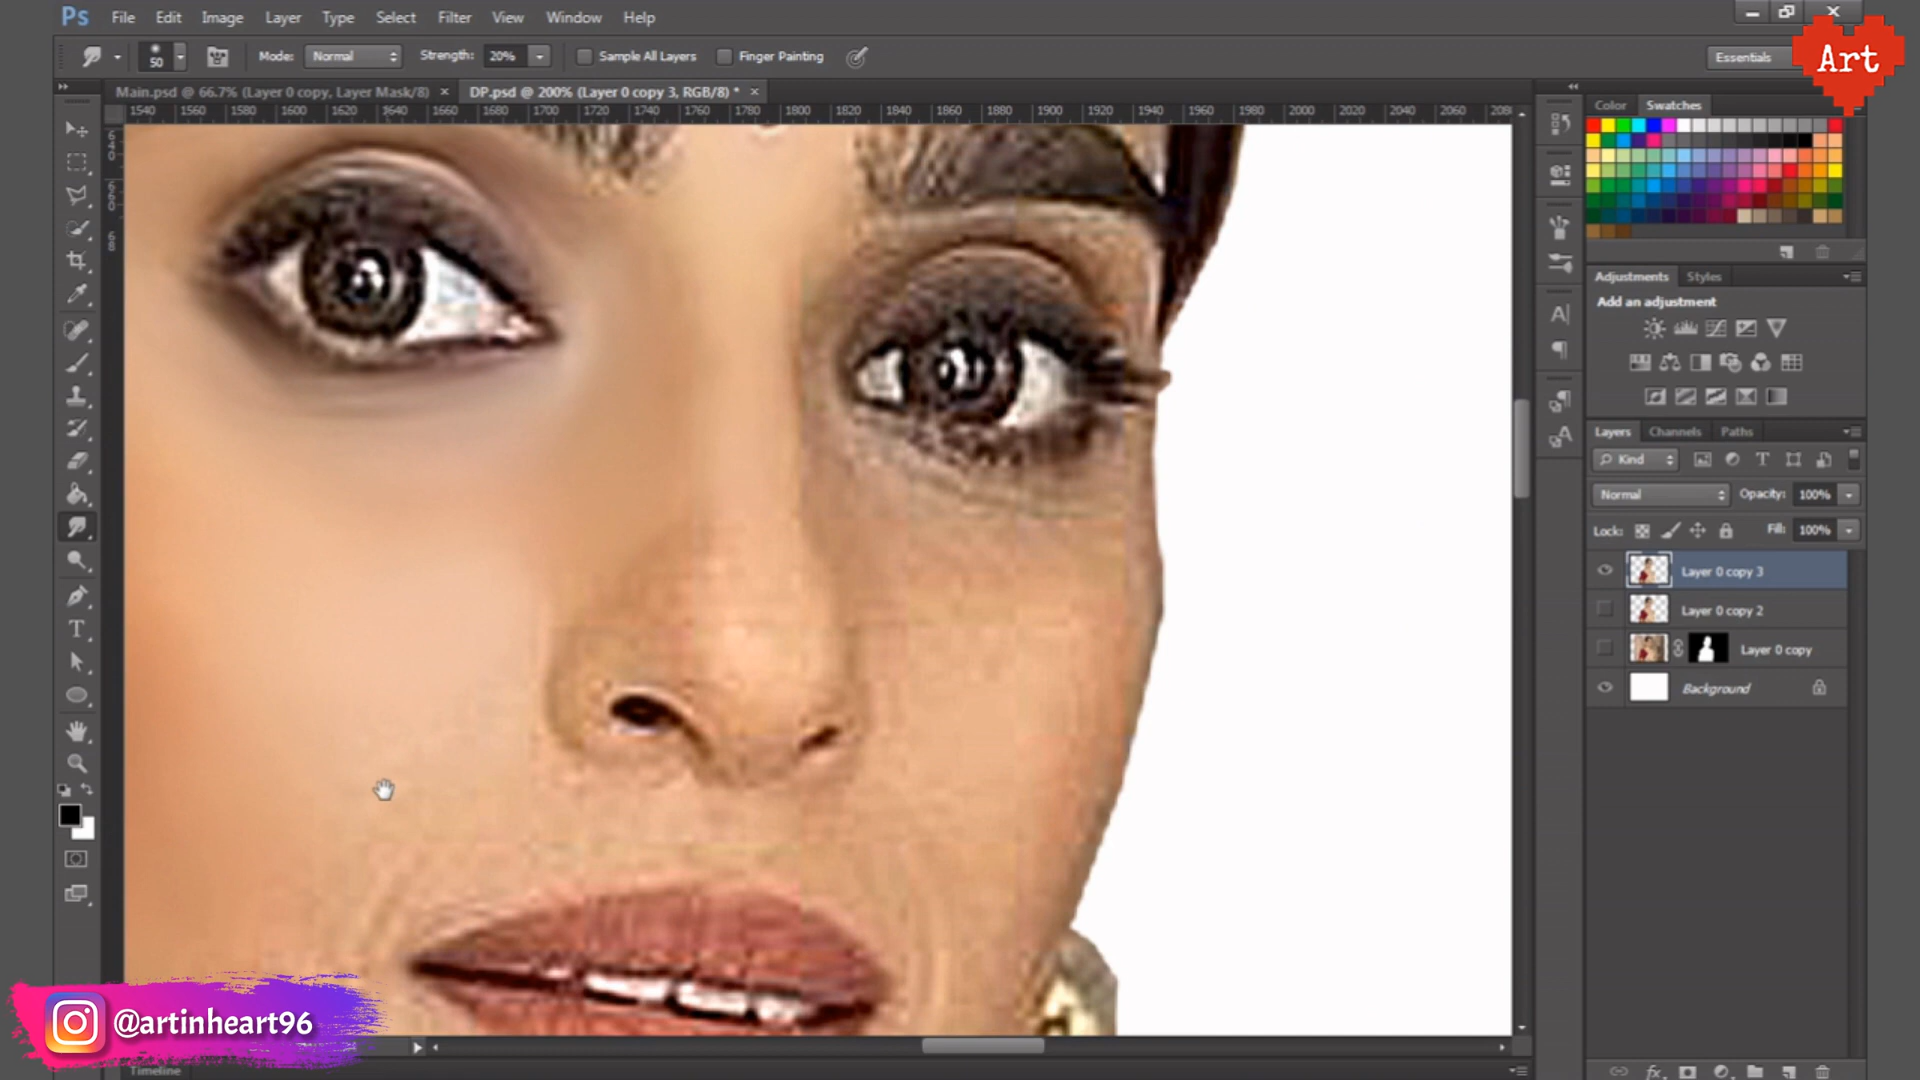 Ps File Edit Image Layer Type Select Filter View Window Help
Art
50 Mode: Normal Strength: 20% Sample All Layers Finger Painting Essentials
Main.psd @ 66.7% (Layer 0 copy, Layer Mask/8) × DP.psd @ 200% (Layer 0 copy 3, RGB/8) * ×
1540 1560 1580 1600 1620 1640 1660 1680 1700 1720 1740 1760 1780 1800 1820 1840 1860 1880 1900 1920 1940 1960 1980 2000 2020 2040 2060
Color Swatches
Adjustments Styles
Add an adjustment
Layers Channels Paths
Kind
Normal Opacity: 100%
Lock: Fill: 100%
Layer 0 copy 3
Layer 0 copy 2
Layer 0 copy
Background
@artinheart96
Timeline